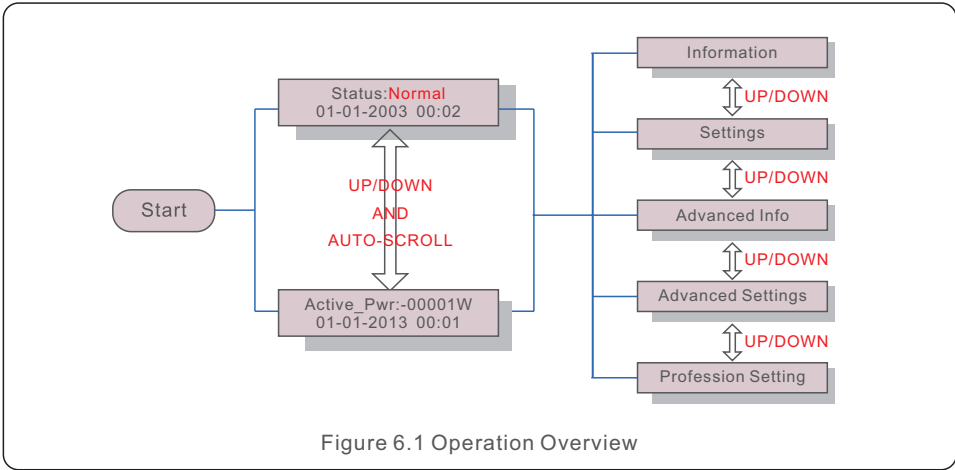 Start
Status:Normal
01-01-2003 00:02
UP/DOWN
AND
AUTO-SCROLL
Active_Pwr:-00001W
01-01-2013 00:01
Information
UP/DOWN
Settings
UP/DOWN
Advanced Info
UP/DOWN
Advanced Settings
UP/DOWN
Profession Setting
Figure 6.1 Operation Overview